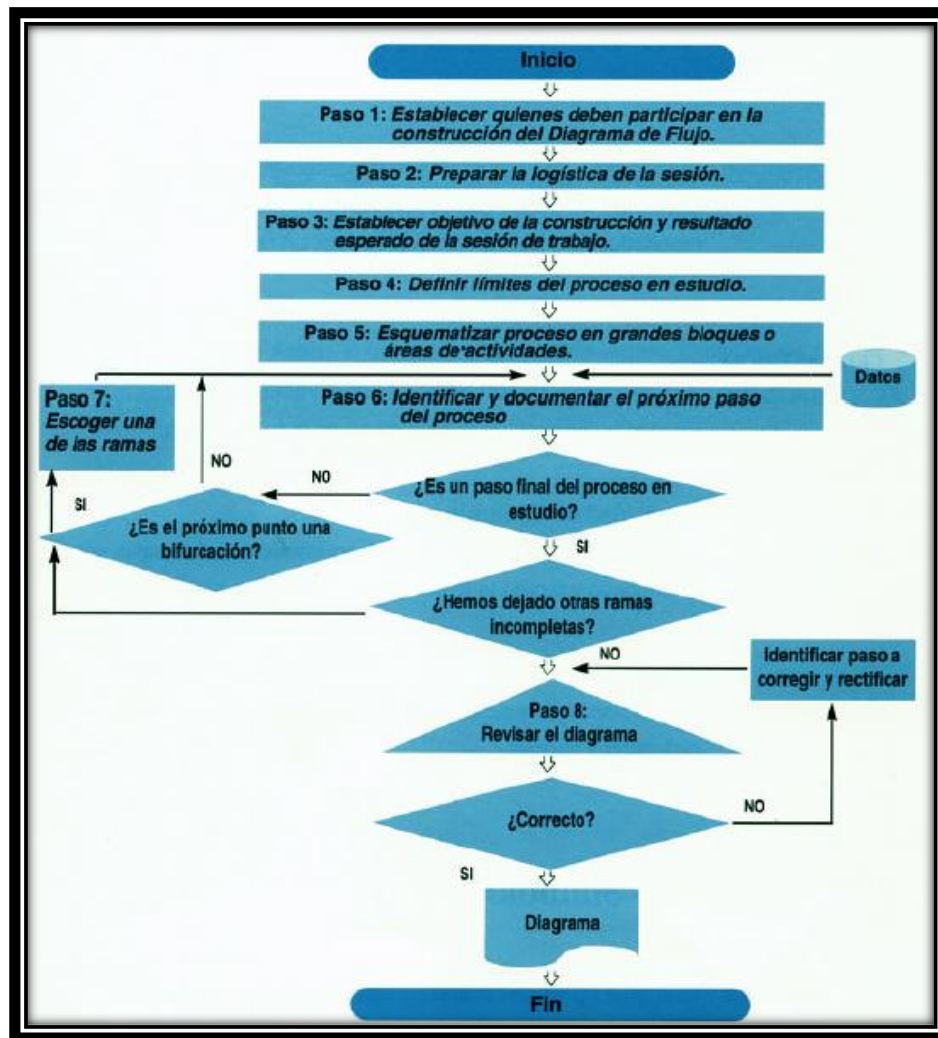 Inicio
Paso 1: Establecer quienes deben participar en la
construcción del Diagrama de Flujo.
Paso 2: Preparar la logística de la sesión.
Paso 3: Establecer objetivo de la construcción y resultado
esperado de la sesión de trabajo.
Paso 4: Definir límites del proceso en estudio.
Paso 5: Esquematizar proceso en grandes bloques o
áreas de actividades.
Datos
Paso 6: Identificar y documentar el próximo paso
del proceso
Paso 7:
Escoger una
de las ramas
NO
NO
¿Es un paso final del proceso en
estudio?
SI
¿Es el próximo punto una
bifurcación?
SI
¿Hemos dejado otras ramas
incompletas?
NO
Identificar paso a
corregir y rectificar
Paso 8:
Revisar el diagrama
¿Correcto?
NO
SI
Diagrama
Fin